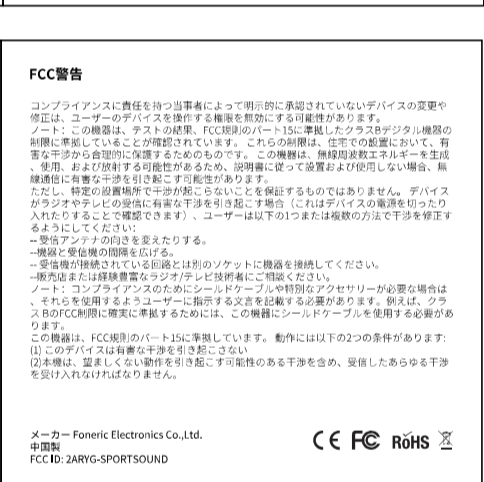 FCC警告
コンプライアンスに責任を持つ当事者によって明示的に承認されていないデバイスの変更や
修正は、ユーザーのデバイスを操作する権限を無効にする可能性があります。
ノート：この機器は、テストの結果、FCC規則のパート15に準拠したクラスBデジタル機器の
制限に準拠していることが確認されています。これらの制限は、住宅での設置において、有
害な干渉から合理的に保護するためのものです。この機器は、無線周波数エネルギーを生成
、使用、および放射する可能性があるため、説明書に従って設置および使用しない場合、無
線通信に有害な干渉を引き起こす可能性があります。
ただし、特定の設置場所で干渉が起こらないことを保証するものではありません。デバイス
がラジオやテレビの受信に有害な干渉を引き起こす場合（これはデバイスの電源を切ったり
入れたりすることで確認できます）、ユーザーは以下の1つまたは複数の方法で干渉を修正す
るようにしてください:
-- 受信アンテナの向きを変えたりする。
--機器と受信機の間隔を広げる。
-- 受信機が接続されている回路とは別のソケットに機器を接続してください。
--販売店または経験豊富なラジオ/テレビ技術者にご相談ください。
ノート：コンプライアンスのためにシールドケーブルや特別なアクセサリーが必要な場合は
、それらを使用するようユーザーに指示する文言を記載する必要があります。例えば、クラ
スBのFCC制限に確実に準拠するためには、この機器にシールドケーブルを使用する必要があ
ります。
この機器は、FCC規則のパート15に準拠しています。動作には以下の2つの条件があります:
(1) このデバイスは有害な干渉を引き起こさない
(2)本機は、望ましくない動作を引き起こす可能性のある干渉を含め、受信したあらゆる干渉
を受け入れなければなりません。
メーカー Foneric Electronics Co.,Ltd.
中国製
FCC ID: 2ARYG-SPORTSOUND
CE FC RoHS